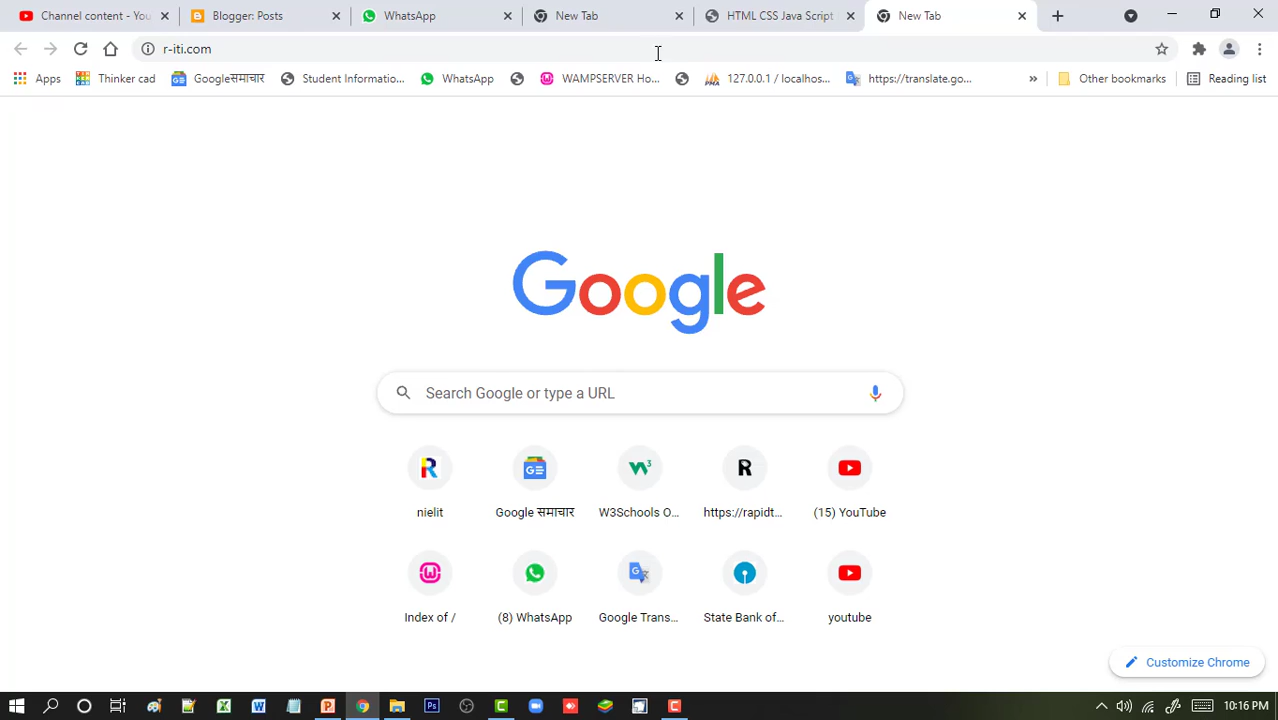 Channel content - You
Blogger: Posts
WhatsApp
New Tab
HTML CSS JavaScript
New Tab
r-iti.com
Apps
Thinker cad
Googleसमाचार
Student Informatio...
WhatsApp
WAMPSERVER Ho...
127.0.0.1 / localhos...
https://translate.go...
»
Other bookmarks
Reading list
Google
Search Google or type a URL
nielit
Google समाचार
W3Schools O...
https://rapidt...
(15) YouTube
Index of /
(8) WhatsApp
Google Trans...
State Bank of...
youtube
Customize Chrome
10:16 PM